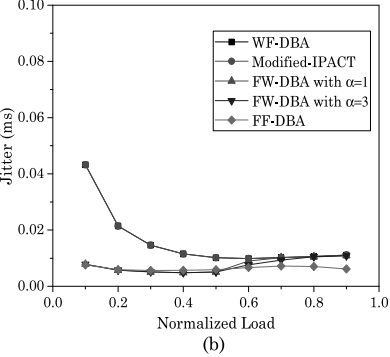 0.10
0.08
0.06
0.04
0.02
0.00
Jitter (ms)
WF-DBA
Modified-IPACT
FW-DBA with α=1
FW-DBA with α=3
FF-DBA
0.0 0.2 0.4 0.6 0.8 1.0
Normalized Load
(b)